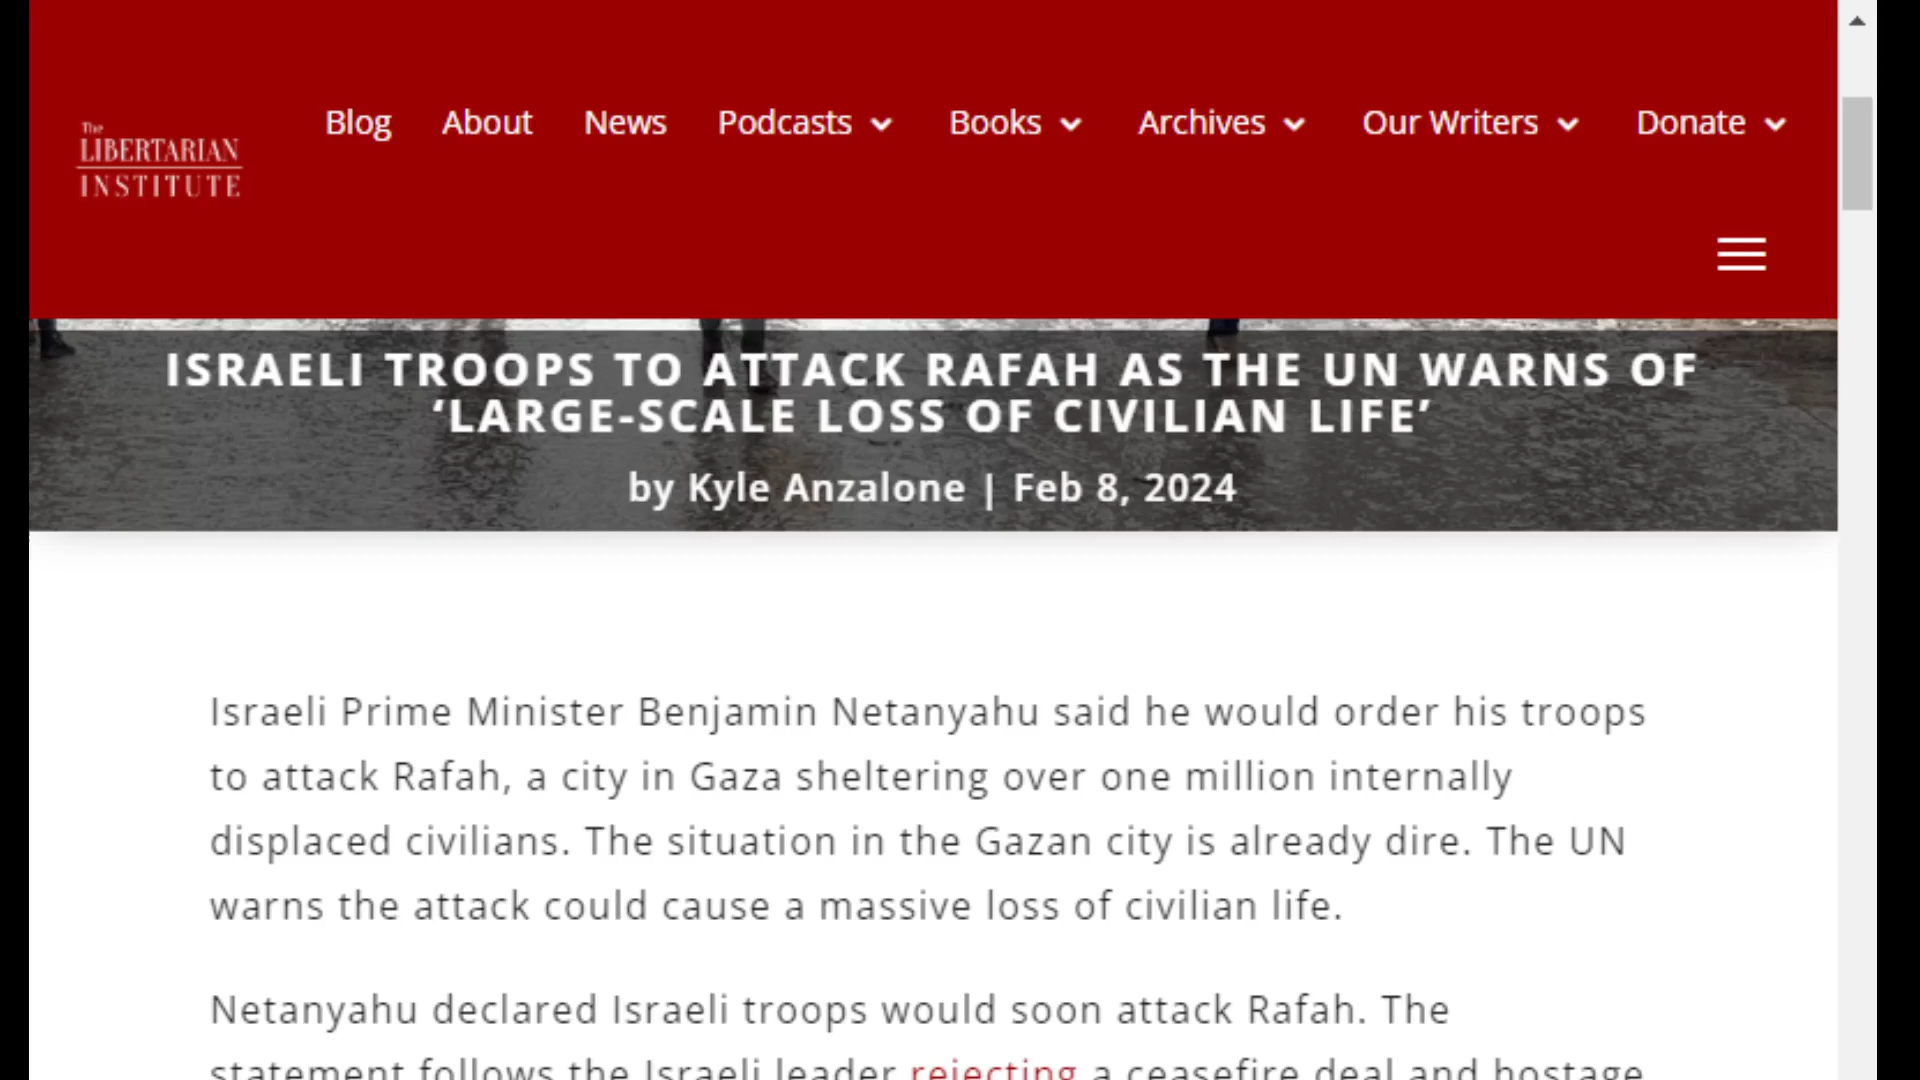 Blog About News Podcasts Books Archives Our Writers Donate
The
LIBERTARIAN
INSTITUTE
ISRAELI TROOPS TO ATTACK RAFAH AS THE UN WARNS OF
‘LARGE-SCALE LOSS OF CIVILIAN LIFE’
by Kyle Anzalone | Feb 8, 2024
Israeli Prime Minister Benjamin Netanyahu said he would order his troops
to attack Rafah, a city in Gaza sheltering over one million internally
displaced civilians. The situation in the Gazan city is already dire. The UN
warns the attack could cause a massive loss of civilian life.
Netanyahu declared Israeli troops would soon attack Rafah. The
statement follows the Israeli leader rejecting a ceasefire deal and hostage